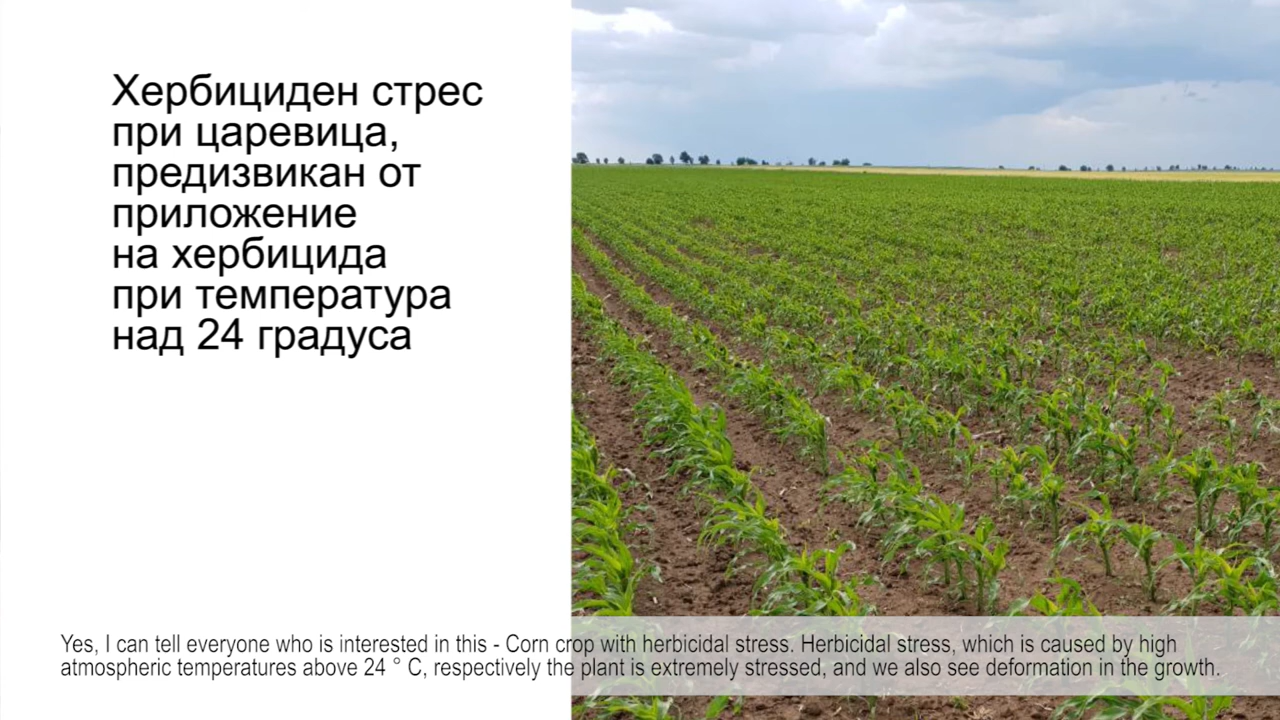 Хербициден стрес
при царевица,
предизвикан от
приложение
на хербицида
при температура
над 24 градуса
Yes, I can tell everyone who is interested in this - Corn crop with herbicidal stress. Herbicidal stress, which is caused by high
atmospheric temperatures above 24 ° C, respectively the plant is extremely stressed, and we also see deformation in the growth.